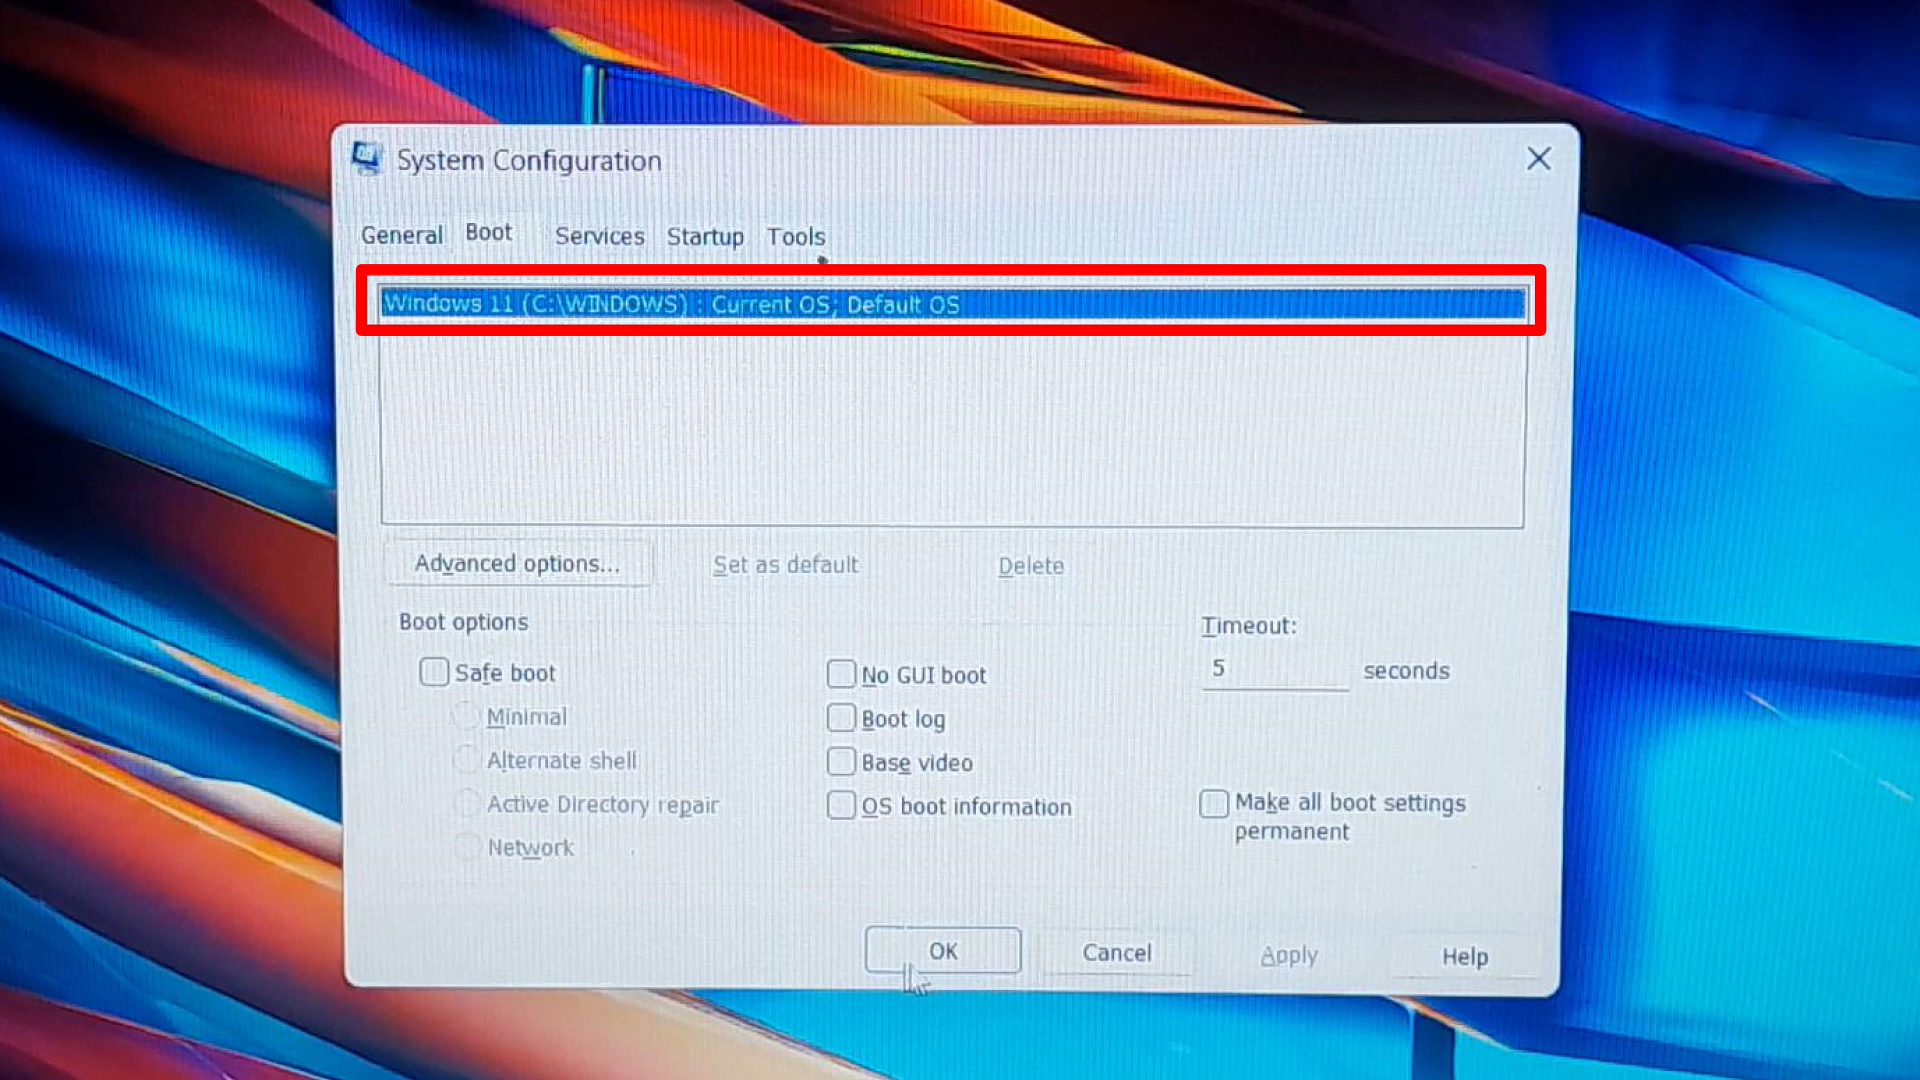 System Configuration
General Boot Services Startup Tools
Windows 11 (C:\WINDOWS) : Current OS; Default OS
Advanced options... Set as default Delete
Boot options Timeout:
Safe boot No GUI boot 5 seconds
Minimal Boot log
Alternate shell Base video
Active Directory repair OS boot information Make all boot settings
permanent
Network
OK Cancel Apply Help